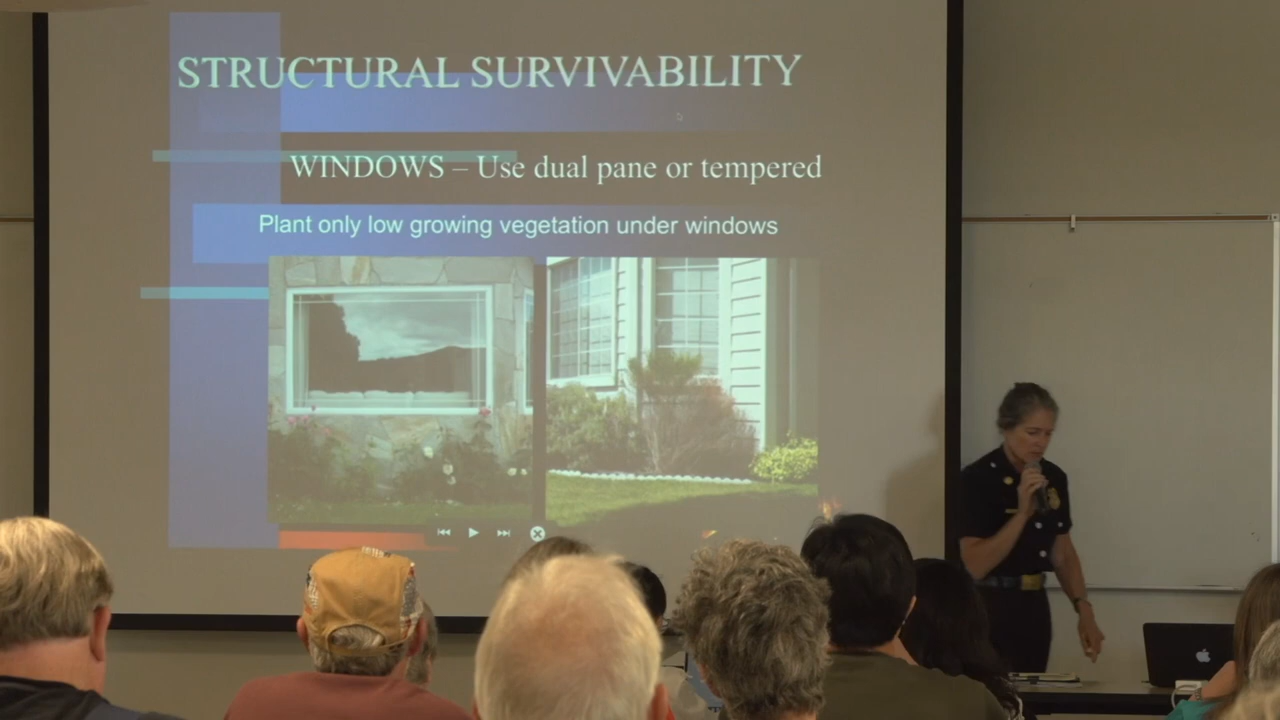 STRUCTURAL SURVIVABILITY
WINDOWS – Use dual pane or tempered
Plant only low growing vegetation under windows